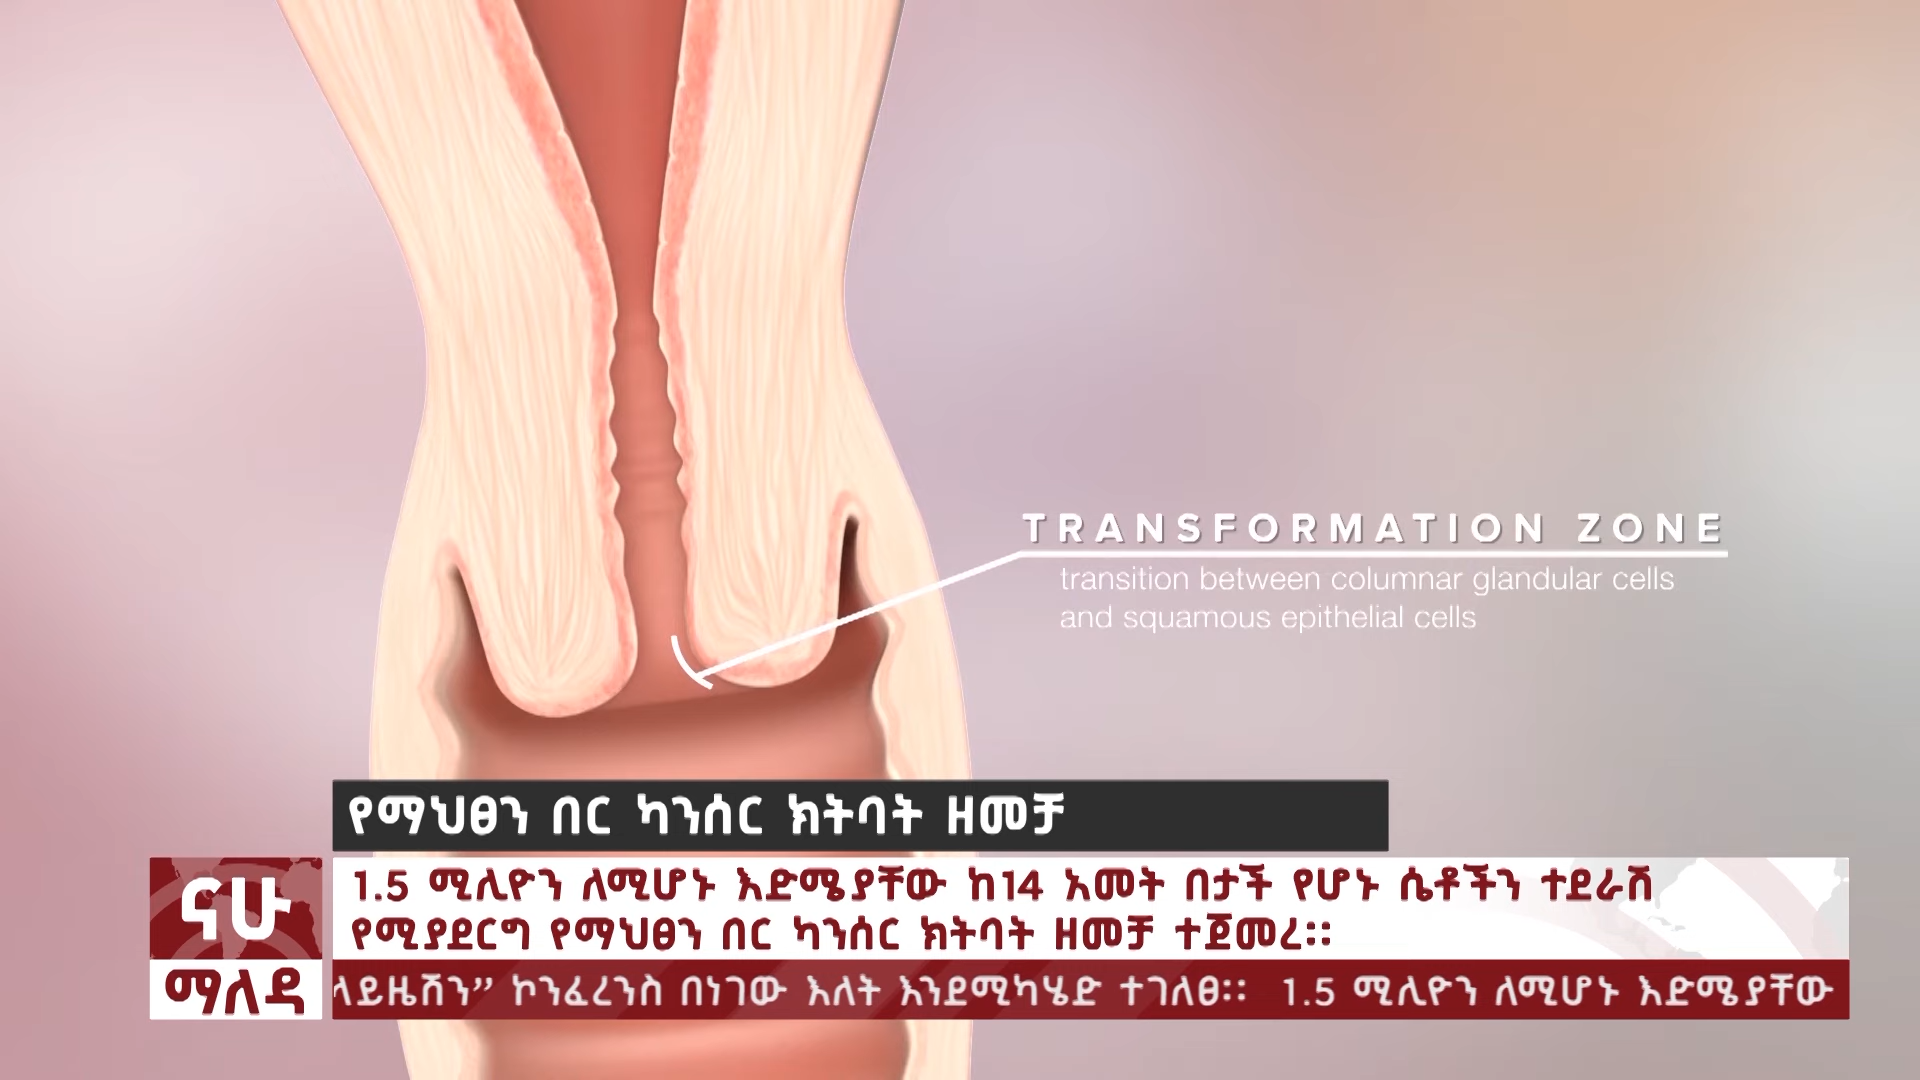 TRANSFORMATION ZONE
transition between columnar glandular cells
and squamous epithelial cells
የማህፀን በር ካንሰር ክትባት ዘመቻ
ናሁ
ማለዳ
1.5 ሚሊዮን ለሚሆኑ እድሜያቸው ከ14 አመት በታች የሆኑ ሴቶችን ተደራሽ
የሚያደርግ የማህፀን በር ካንሰር ክትባት ዘመቻ ተጀመረ፡፡
ላይዜሽን” ኮንፈረንስ በነገው እለት እንደሚካሄድ ተገለፀ፡፡ 1.5 ሚሊዮን ለሚሆኑ እድሜያቸው